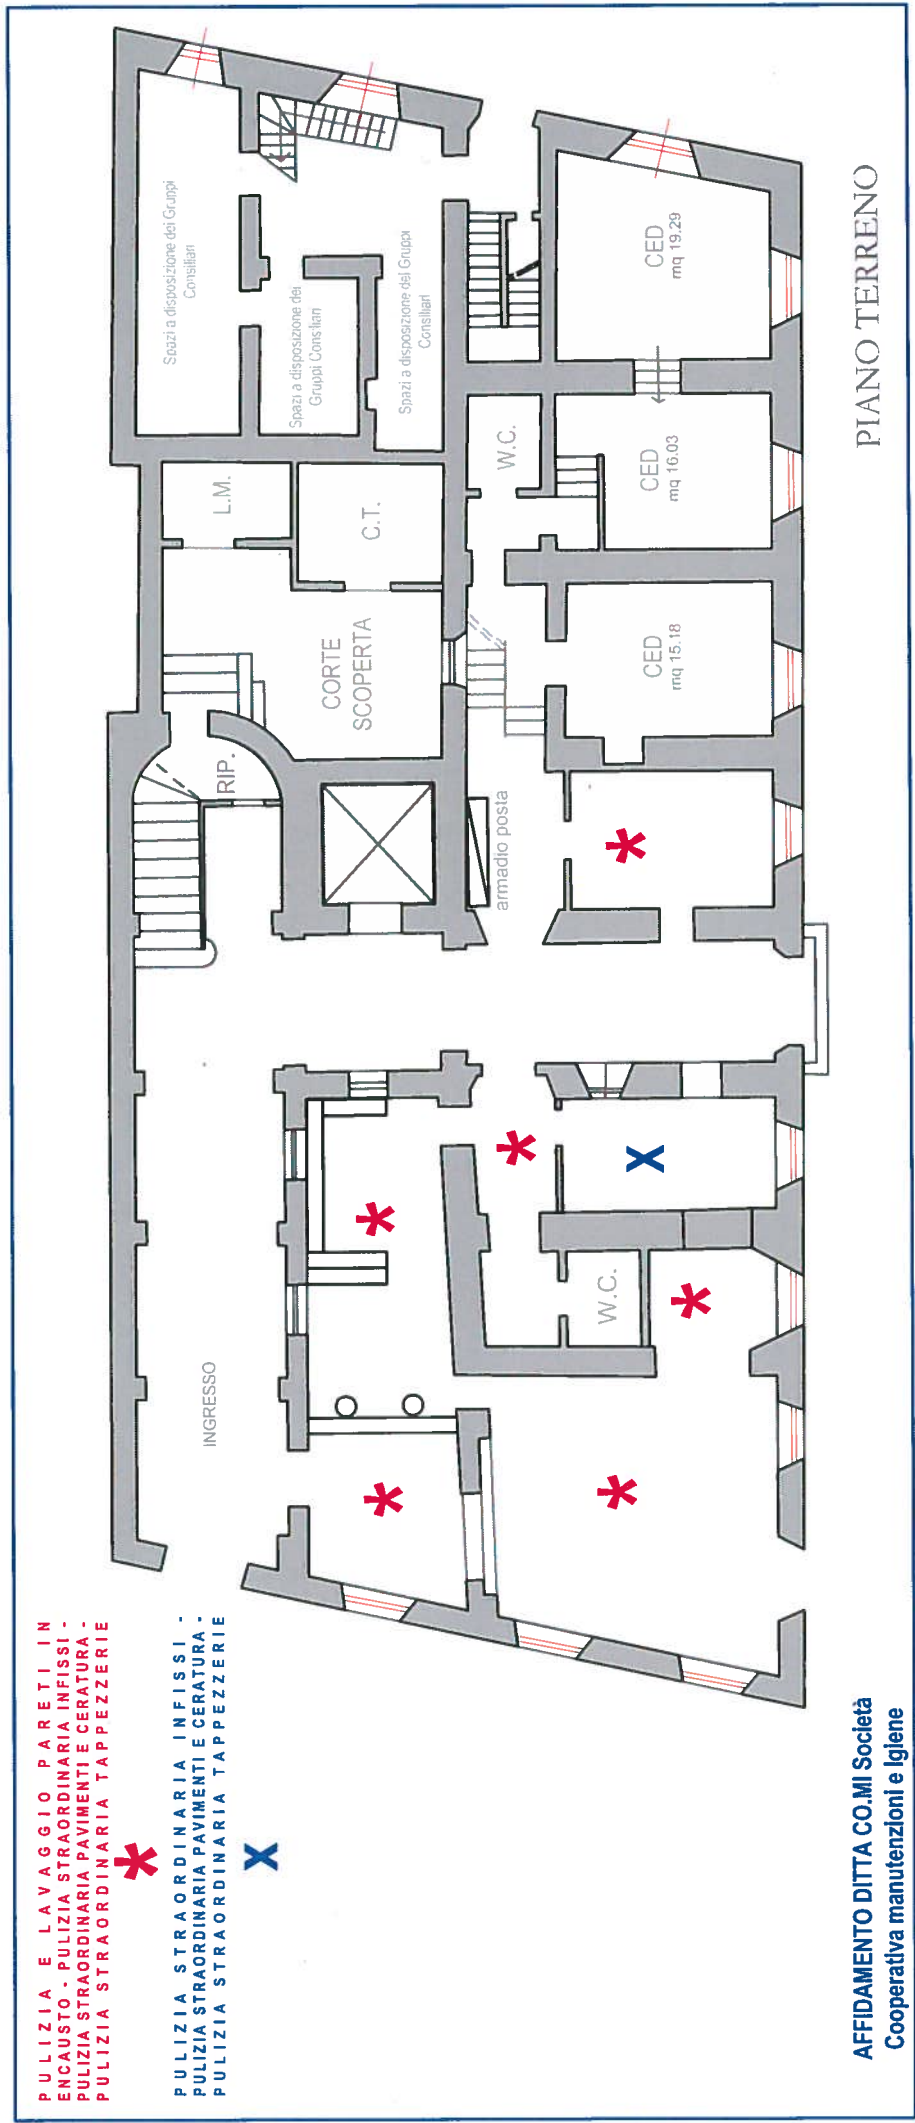 PULIZIA E LAVAGGIO PARETI IN
ENCAUSTO - PULIZIA STRAORDINARIA INFISSI -
PULIZIA STRAORDINARIA PAVIMENTI E CERATURA -
PULIZIA STRAORDINARIA TAPPEZZERIE
*
PULIZIA STRAORDINARIA INFISSI -
PULIZIA STRAORDINARIA PAVIMENTI E CERATURA -
PULIZIA STRAORDINARIA TAPPEZZERIE
X
INGRESSO
RIP.
L.M.
C.T.
CORTE
SCOPERTA
Spazi a disposizione dei Gruppi
Consiliari
Spazi a disposizione dei
Gruppi Consiliari
Spazi a disposizione dei Gruppi
Consiliari
armadio posta
W.C.
W.C.
CED
mq 15.18
CED
mq 16.03
CED
mq 19.29
*
*
*
*
*
*
X
AFFIDAMENTO DITTA CO.MI Società
Cooperativa manutenzioni e Igiene
PIANO TERRENO